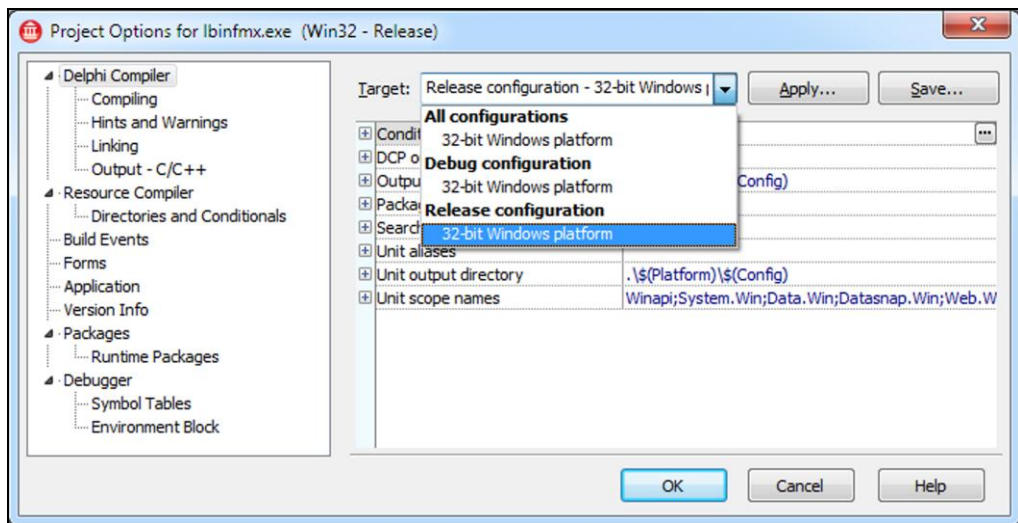 Project Options for lbinfmx.exe (Win32 - Release)
Delphi Compiler
Compiling
Hints and Warnings
Linking
Output - C/C++
Resource Compiler
Directories and Conditionals
Build Events
Forms
Application
Version Info
Packages
Runtime Packages
Debugger
Symbol Tables
Environment Block
Target: Release configuration - 32-bit Windows Apply... Save...
All configurations
32-bit Windows platform
Debug configuration
32-bit Windows platform
Release configuration
32-bit Windows platform
Condit
DCP o
Outpu Config)
Packa
Search
Unit aliases
Unit output directory .\$(Platform)\$(Config)
Unit scope names Winapi;System.Win;Data.Win;Datasnap.Win;Web.W
OK Cancel Help